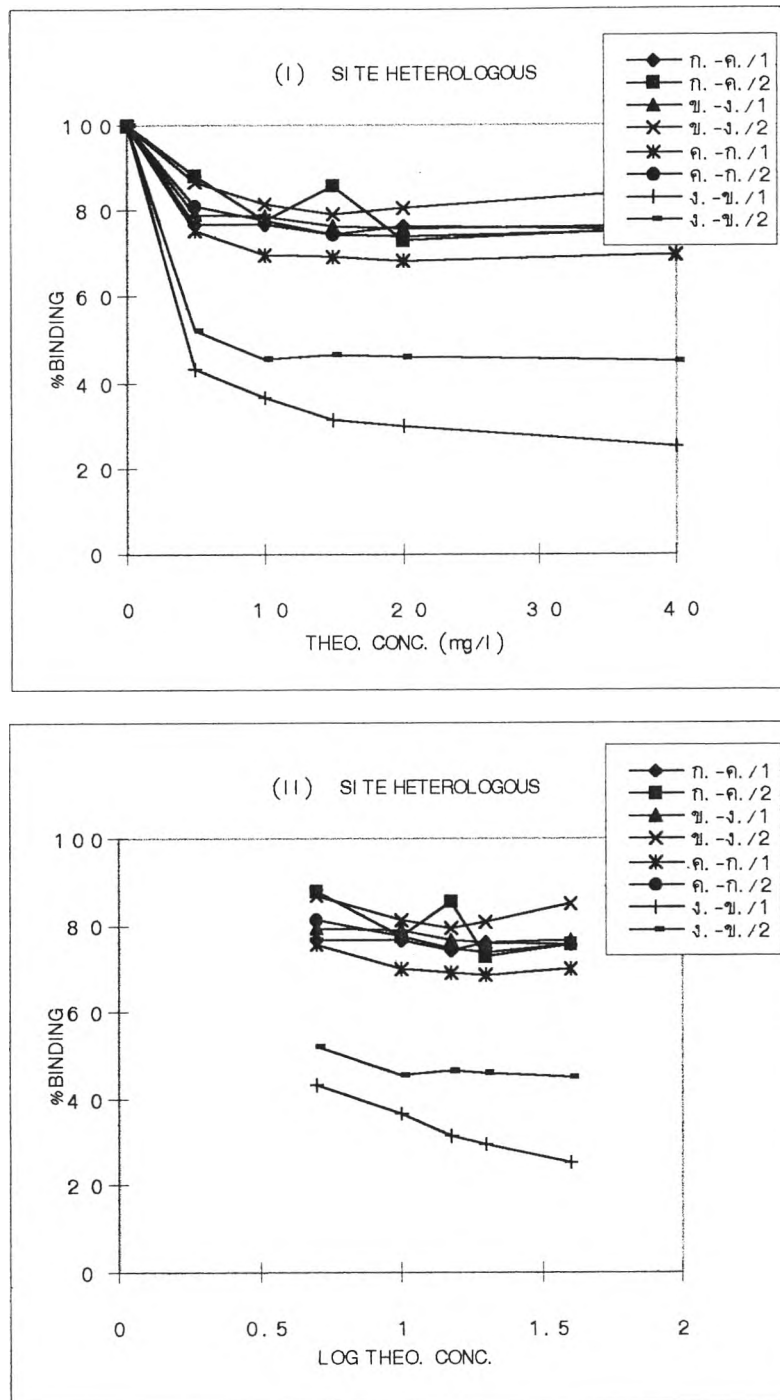 (I) SITE HETEROLOGOUS
ก.-ค./1
ก.-ค./2
ข.-ง./1
ข.-ง./2
ค.-ก./1
ค.-ก./2
ง.-ข./1
ง.-ข./2
%BINDING
100
80
60
40
20
0
0 10 20 30 40
THEO. CONC. (mg/l)
(II) SITE HETEROLOGOUS
ก.-ค./1
ก.-ค./2
ข.-ง./1
ข.-ง./2
ค.-ก./1
ค.-ก./2
ง.-ข./1
ง.-ข./2
%BINDING
100
80
60
40
20
0
0 0.5 1 1.5 2
LOG THEO. CONC.